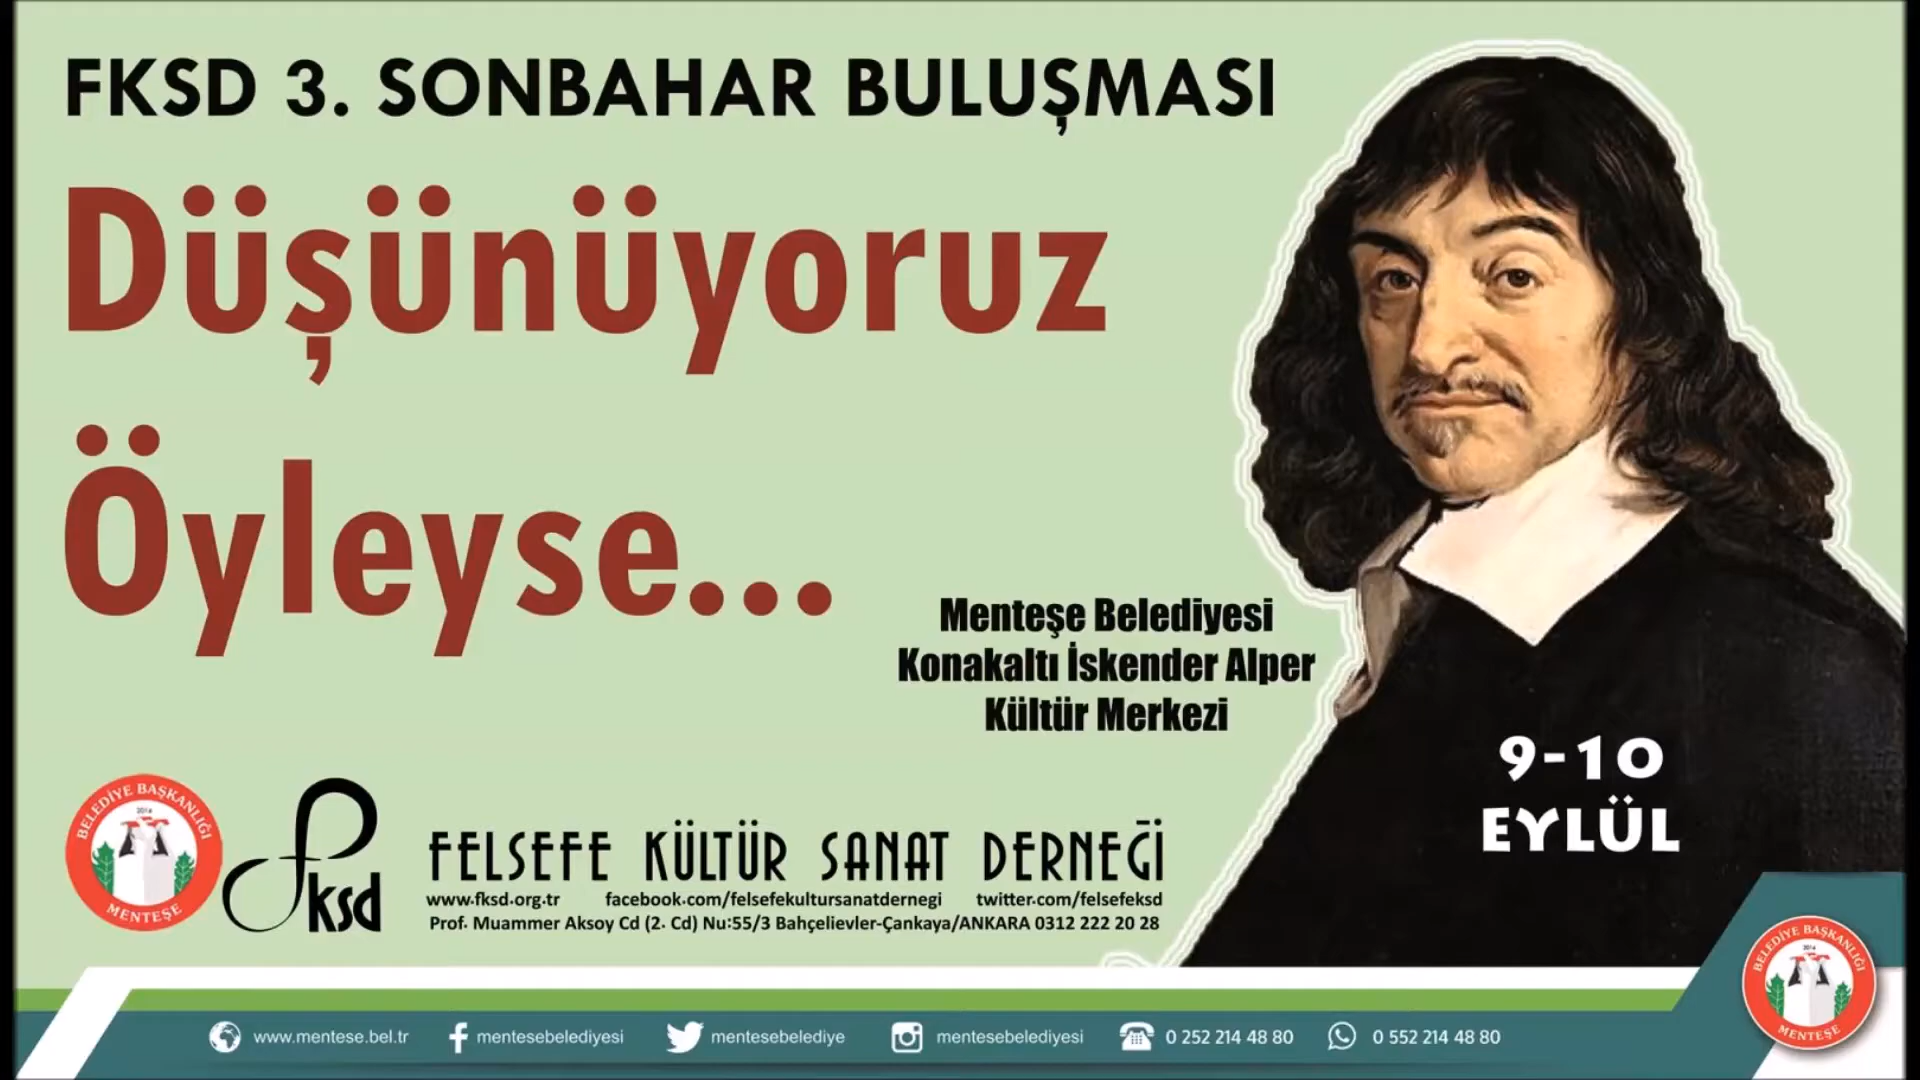 FKSD 3. SONBAHAR BULUŞMASI
Düşünüyoruz
Öyleyse...
Menteşe Belediyesi
Konakaltı İskender Alper
Kültür Merkezi
9-10
EYLÜL
BELEDİYE BAŞKANLIĞI
2014
MENTEŞE
fksd
FELSEFE KÜLTÜR SANAT DERNEĞİ
www.fksd.org.tr facebook.com/felsefekultursanatdernegi twitter.com/felsefeksd
Prof. Muammer Aksoy Cd (2. Cd) Nu:55/3 Bahçelievler-Çankaya/ANKARA 0312 222 20 28
BELEDİYE BAŞKANLIĞI
2014
MENTEŞE
www.mentese.bel.tr mentesebelediyesi mentesebelediye mentesebelediyesi 0 252 214 48 80 0 552 214 48 80